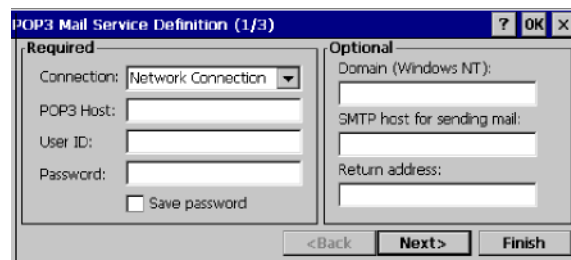 POP3 Mail Service Definition (1/3) ? OK ×
Required
Connection: Network Connection
POP3 Host:
User ID:
Password:
Save password
Optional
Domain (Windows NT):
SMTP host for sending mail:
Return address:
<Back Next> Finish